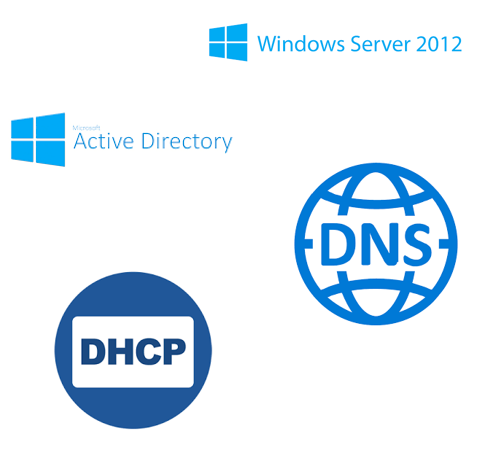 Windows Server 2012
Microsoft
Active Directory
DNS
DHCP